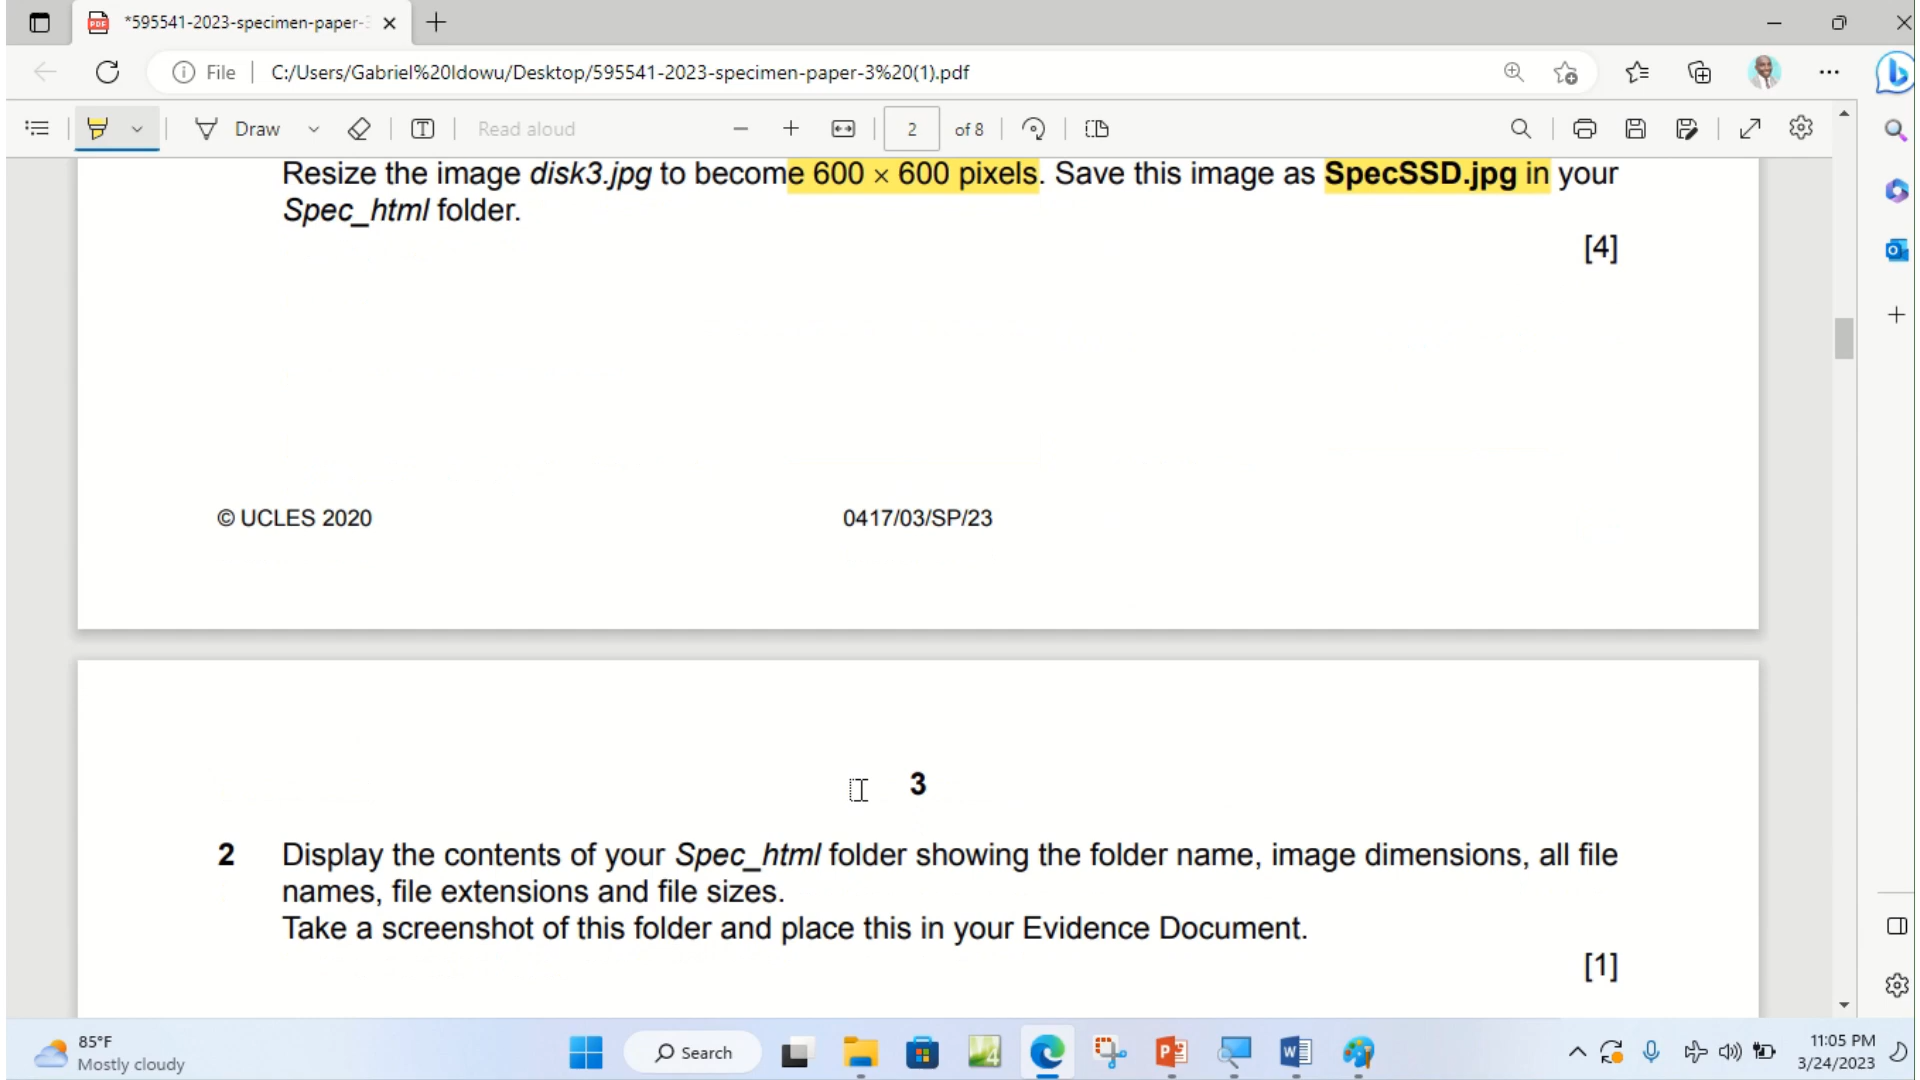 *595541-2023-specimen-paper-3
File
C:/Users/Gabriel%20Idowu/Desktop/595541-2023-specimen-paper-3%20(1).pdf
Draw
Read aloud
2
of 8
Resize the image disk3.jpg to become 600 × 600 pixels. Save this image as SpecSSD.jpg in your
Spec_html folder.
[4]
© UCLES 2020
0417/03/SP/23
3
2 Display the contents of your Spec_html folder showing the folder name, image dimensions, all file
names, file extensions and file sizes.
Take a screenshot of this folder and place this in your Evidence Document.
[1]
85°F
Mostly cloudy
Search
11:05 PM
3/24/2023